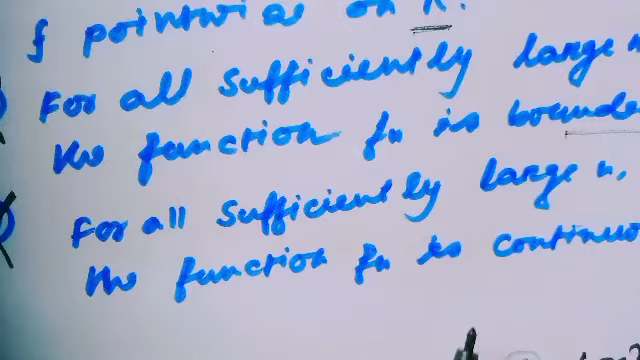 f pointwise on R.
For all sufficiently large n
the function fn is bounde
For all sufficiently large n,
the function fn is continuo